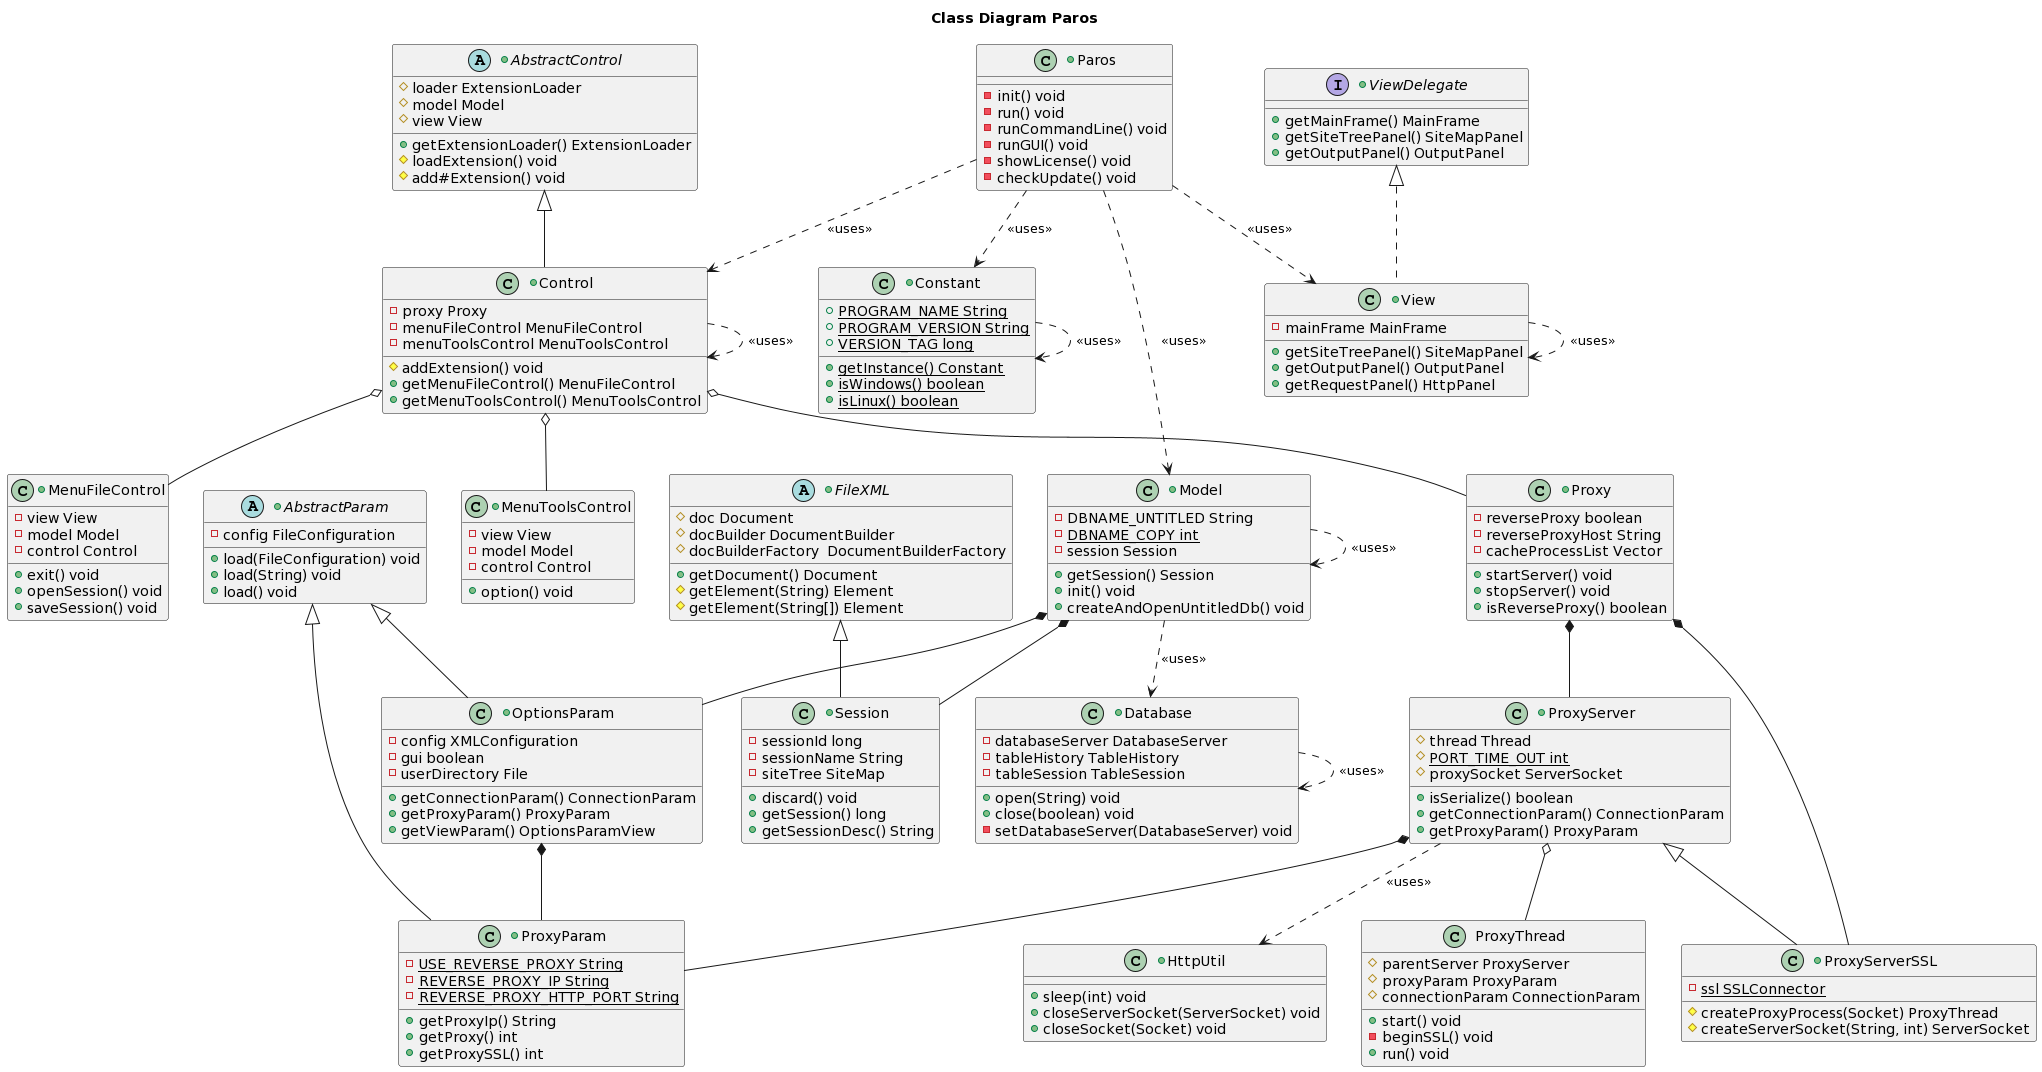 Class Diagram Paros
A AbstractControl
loader ExtensionLoader
model Model
view View
getExtensionLoader() ExtensionLoader
loadExtension() void
add#Extension() void
C Paros
init() void
run() void
runCommandLine() void
runGUI() void
showLicense() void
checkUpdate() void
I ViewDelegate
getMainFrame() MainFrame
getSiteTreePanel() SiteMapPanel
getOutputPanel() OutputPanel
«uses»
«uses»
«uses»
C Control
proxy Proxy
menuFileControl MenuFileControl
menuToolsControl MenuToolsControl
addExtension() void
getMenuFileControl() MenuFileControl
getMenuToolsControl() MenuToolsControl
«uses»
C Constant
PROGRAM_NAME String
PROGRAM_VERSION String
VERSION_TAG long
getInstance() Constant
isWindows() boolean
isLinux() boolean
«uses»
«uses»
C View
mainFrame MainFrame
getSiteTreePanel() SiteMapPanel
getOutputPanel() OutputPanel
getRequestPanel() HttpPanel
«uses»
C MenuFileControl
view View
model Model
control Control
exit() void
openSession() void
saveSession() void
A AbstractParam
config FileConfiguration
load(FileConfiguration) void
load(String) void
load() void
C MenuToolsControl
view View
model Model
control Control
option() void
A FileXML
doc Document
docBuilder DocumentBuilder
docBuilderFactory  DocumentBuilderFactory
getDocument() Document
getElement(String) Element
getElement(String[]) Element
C Model
DBNAME_UNTITLED String
DBNAME_COPY int
session Session
getSession() Session
init() void
createAndOpenUntitledDb() void
«uses»
C Proxy
reverseProxy boolean
reverseProxyHost String
cacheProcessList Vector
startServer() void
stopServer() void
isReverseProxy() boolean
«uses»
C OptionsParam
config XMLConfiguration
gui boolean
userDirectory File
getConnectionParam() ConnectionParam
getProxyParam() ProxyParam
getViewParam() OptionsParamView
C Session
sessionId long
sessionName String
siteTree SiteMap
discard() void
getSession() long
getSessionDesc() String
C Database
databaseServer DatabaseServer
tableHistory TableHistory
tableSession TableSession
open(String) void
close(boolean) void
setDatabaseServer(DatabaseServer) void
«uses»
C ProxyServer
thread Thread
PORT_TIME_OUT int
proxySocket ServerSocket
isSerialize() boolean
getConnectionParam() ConnectionParam
getProxyParam() ProxyParam
«uses»
C ProxyParam
USE_REVERSE_PROXY String
REVERSE_PROXY_IP String
REVERSE_PROXY_HTTP_PORT String
getProxyIp() String
getProxy() int
getProxySSL() int
C HttpUtil
sleep(int) void
closeServerSocket(ServerSocket) void
closeSocket(Socket) void
C ProxyThread
parentServer ProxyServer
proxyParam ProxyParam
connectionParam ConnectionParam
start() void
beginSSL() void
run() void
C ProxyServerSSL
ssl SSLConnector
createProxyProcess(Socket) ProxyThread
createServerSocket(String, int) ServerSocket